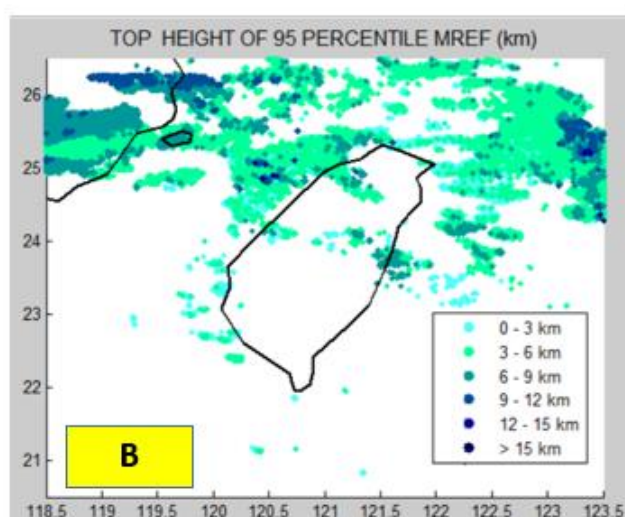 TOP HEIGHT OF 95 PERCENTILE MREF (km)
26
25
24
23
22
21
0 - 3 km
3 - 6 km
6 - 9 km
9 - 12 km
12 - 15 km
> 15 km
B
118.5 119 119.5 120 120.5 121 121.5 122 122.5 123 123.5